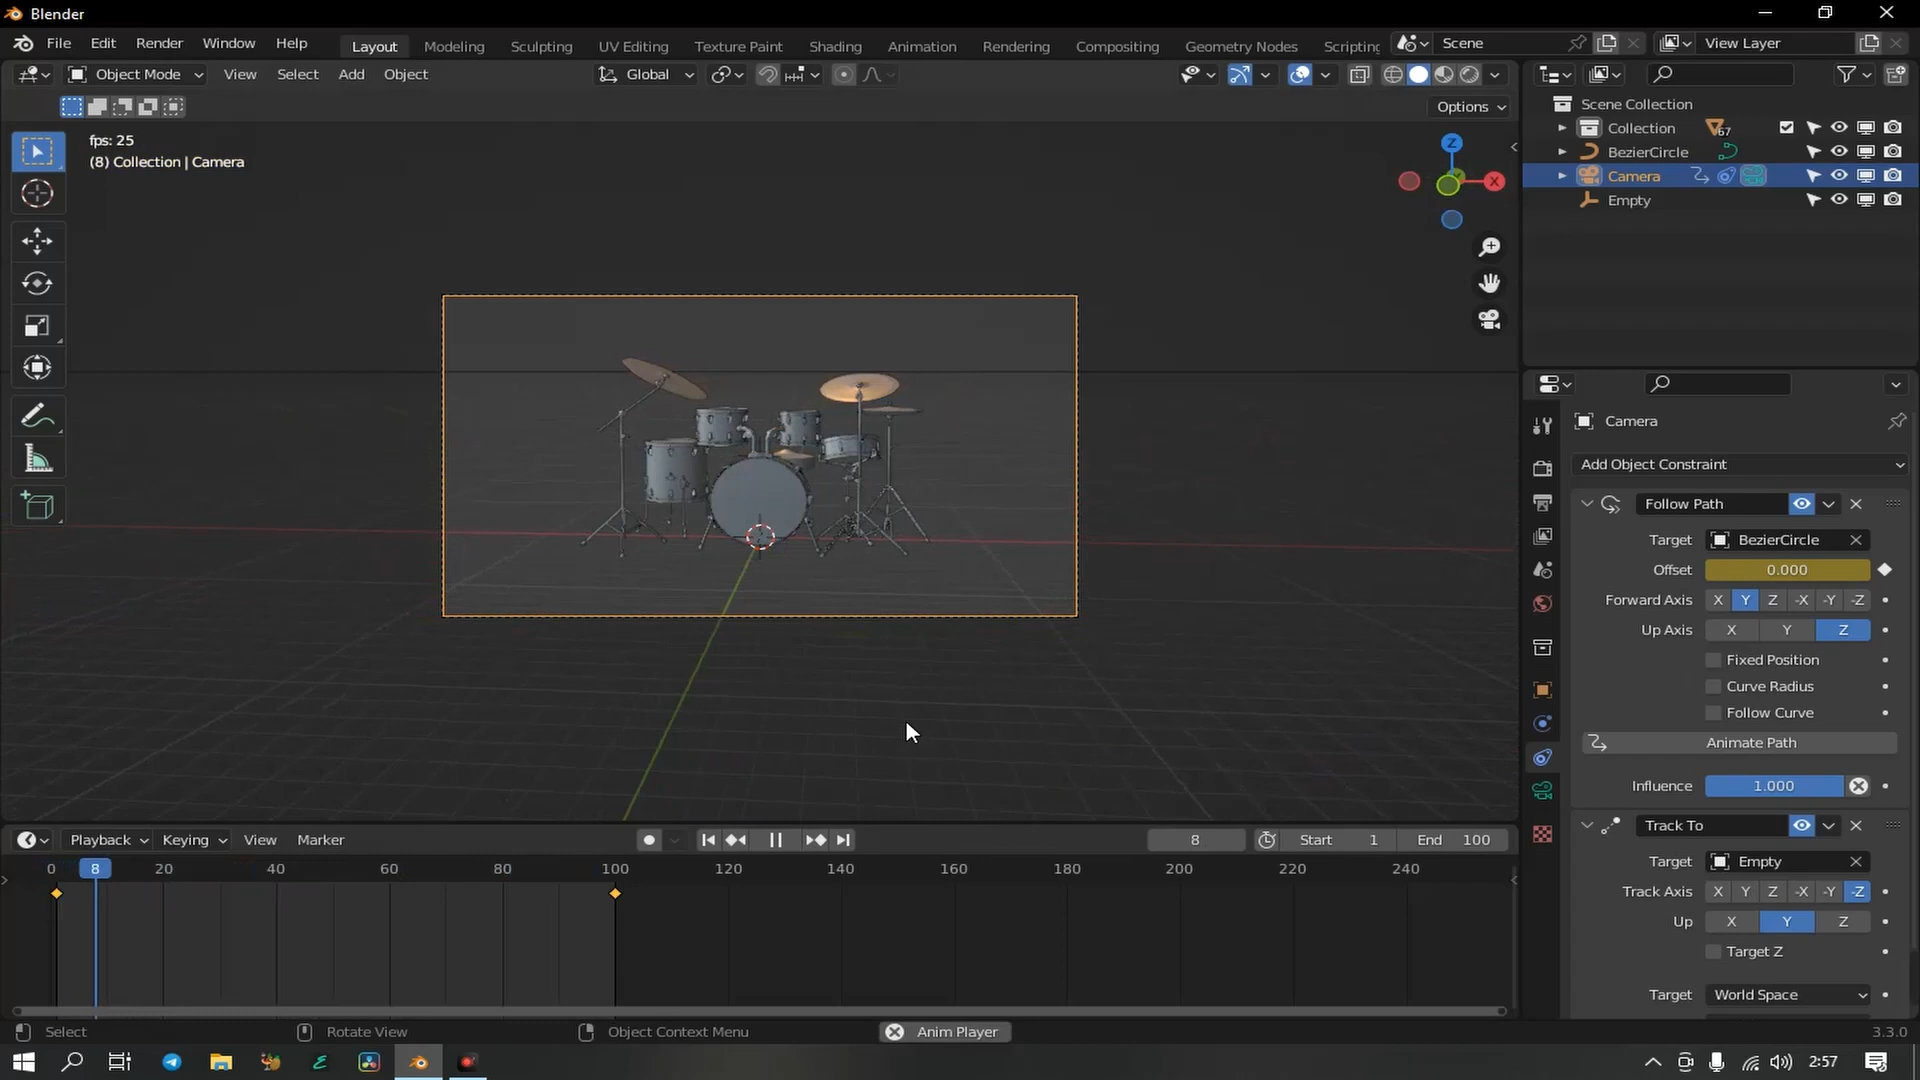 Blender
File Edit Render Window Help Layout Modeling Sculpting UV Editing Texture Paint Shading Animation Rendering Compositing Geometry Nodes Scripting Scene View Layer
Object Mode View Select Add Object Global
Options
fps: 25
(8) Collection | Camera
Z
X
Scene Collection
Collection 67
BezierCircle
Camera
Empty
Camera
Add Object Constraint
Follow Path
Target BezierCircle
Offset 0.000
Forward Axis X Y Z -X -Y -Z
Up Axis X Y Z
Fixed Position
Curve Radius
Follow Curve
Animate Path
Influence 1.000
Track To
Target Empty
Track Axis X Y Z -X -Y -Z
Up X Y Z
Target Z
Target World Space
Playback Keying View Marker 8 Start 1 End 100
0 8 20 40 60 80 100 120 140 160 180 200 220 240
Select Rotate View Object Context Menu Anim Player 3.3.0
2:57